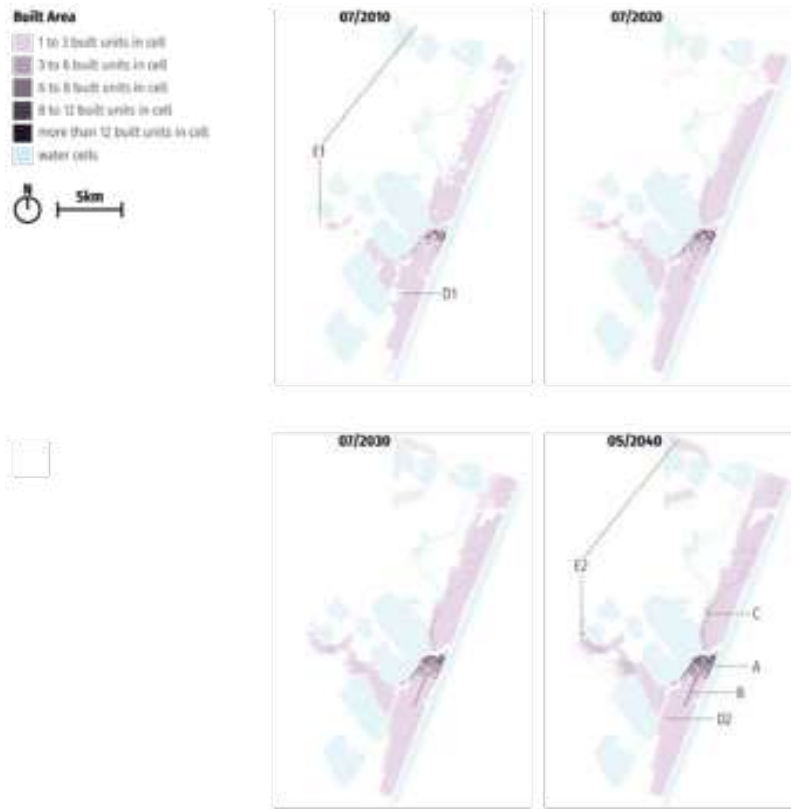 Built Area
1 to 3 built units in cell
3 to 6 built units in cell
6 to 8 built units in cell
8 to 12 built units in cell
more than 12 built units in cell
water cells
N
5km
07/2010
E1
D1
07/2020
07/2030
05/2040
E2
C
A
B
D2